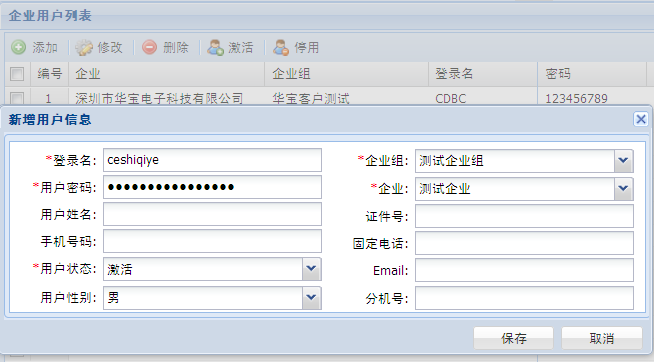 企业用户列表
添加 修改 删除 激活 停用
编号 企业 企业组 登录名 密码
1 深圳市华宝电子科技有限公司 华宝客户测试 CDBC 123456789
新增用户信息
*登录名: ceshiqiye *企业组: 测试企业组
*用户密码: ●●●●●●●●●●●●●●●● *企业: 测试企业
用户姓名: 证件号:
手机号码: 固定电话:
*用户状态: 激活 Email:
用户性别: 男 分机号:
保存 取消